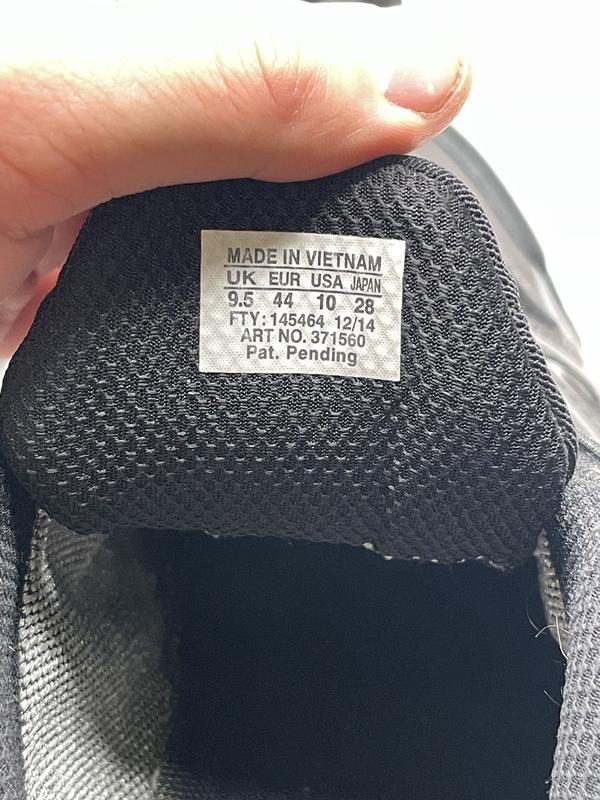 MADE IN VIETNAM
UK EUR USA JAPAN
9.5 44 10 28
FTY: 145464 12/14
ART NO. 371560
Pat. Pending